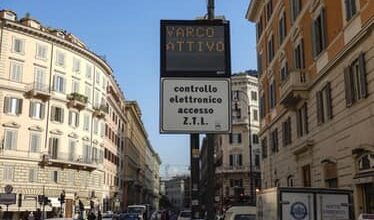 VARCO
ATTIVO
controllo
elettronico
accesso
Z.T.L.